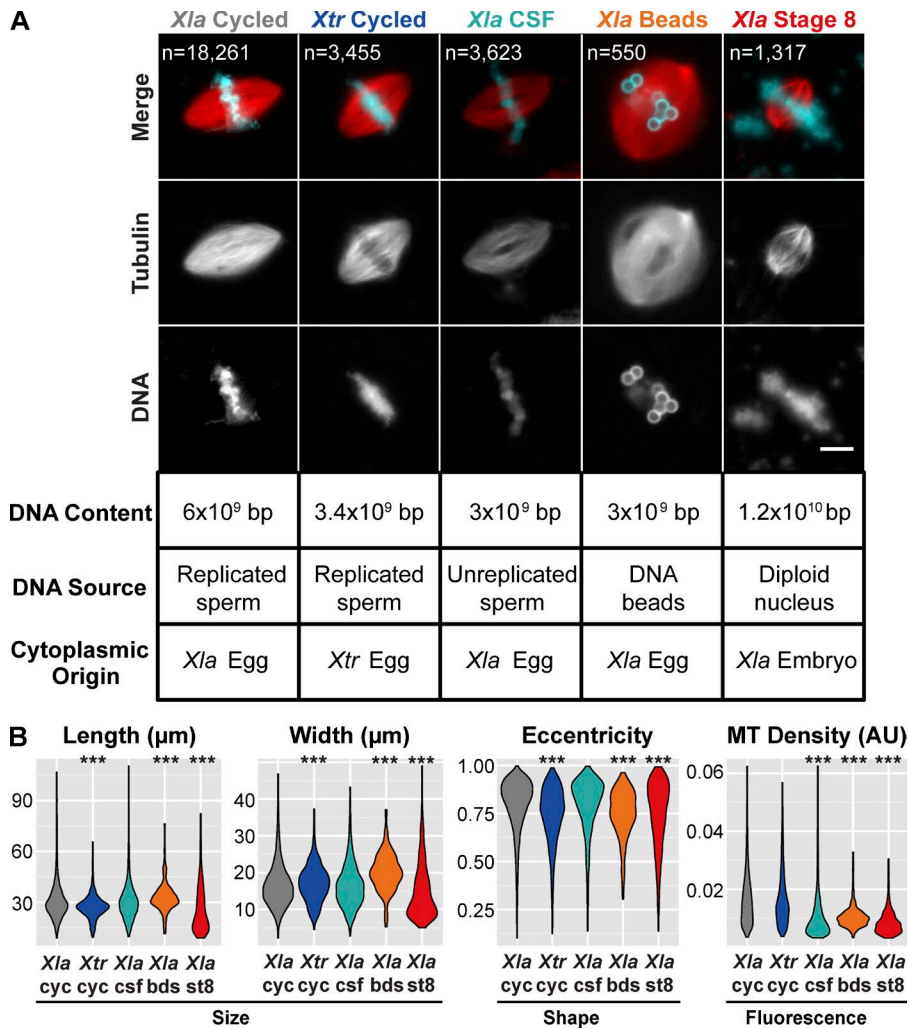 A
Xla Cycled Xtr Cycled Xla CSF Xla Beads Xla Stage 8
n=18,261 n=3,455 n=3,623 n=550 n=1,317
Merge
Tubulin
DNA
DNA Content 6x10⁹ bp 3.4x10⁹ bp 3x10⁹ bp 3x10⁹ bp 1.2x10¹⁰ bp
DNA Source Replicated sperm Replicated sperm Unreplicated sperm DNA beads Diploid nucleus
Cytoplasmic Origin Xla Egg Xtr Egg Xla Egg Xla Egg Xla Embryo
B
Length (µm) Width (µm) Eccentricity MT Density (AU)
*** *** *** *** *** *** *** *** *** *** *** ***
90
60
30
40
30
20
10
1.00
0.75
0.50
0.25
0.06
0.04
0.02
Xla Xtr Xla Xla Xla Xla Xtr Xla Xla Xla Xla Xtr Xla Xla Xla Xla Xtr Xla Xla Xla
cyc cyc csf bds st8 cyc cyc csf bds st8 cyc cyc csf bds st8 cyc cyc csf bds st8
Size Shape Fluorescence